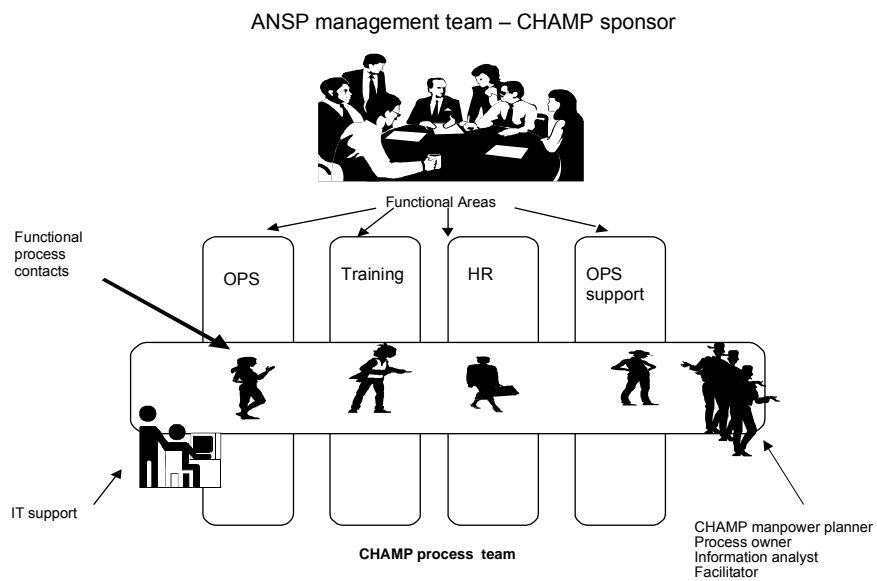 ANSP management team – CHAMP sponsor
Functional Areas
Functional
process
contacts
OPS
Training
HR
OPS
support
IT support
CHAMP process team
CHAMP manpower planner
Process owner
Information analyst
Facilitator